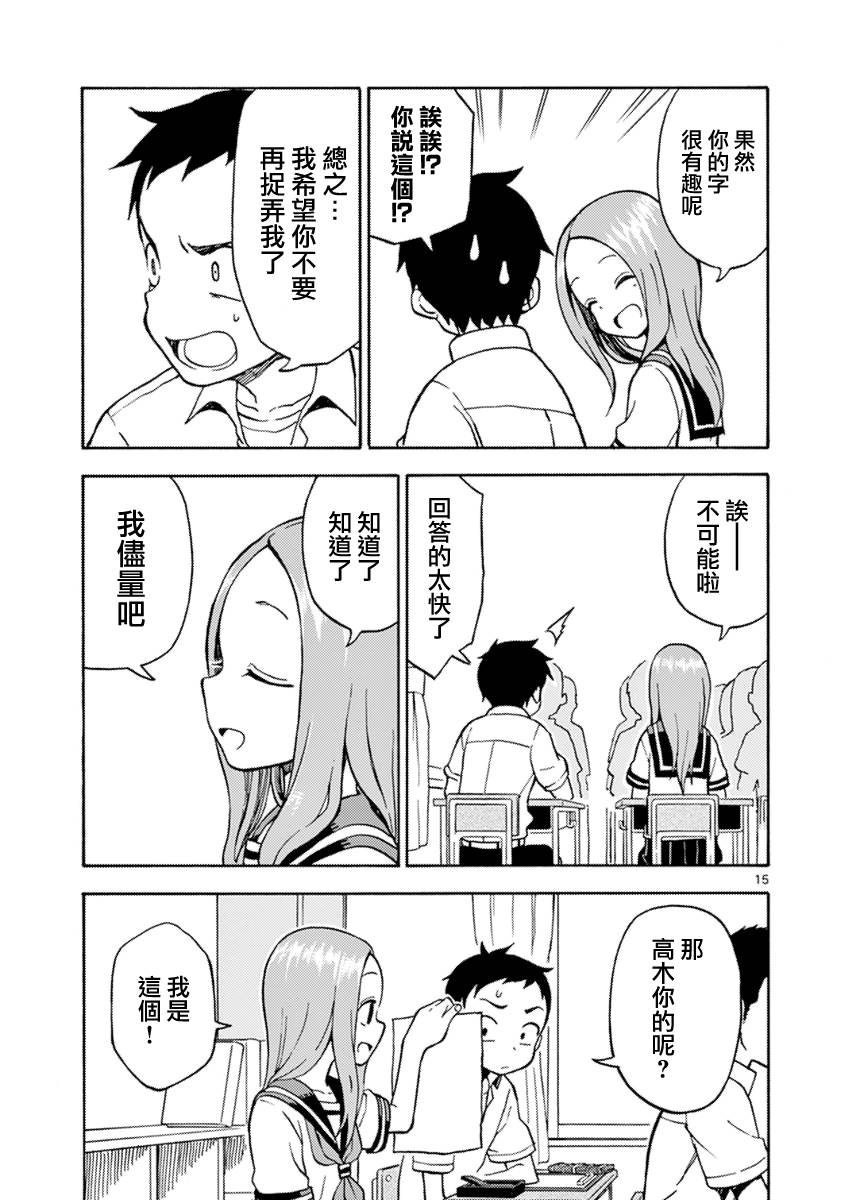 果然
你的字
很有趣呢
誒誒!?
你說這個!?
總之…
我希望你不要
再捉弄我了
誒——
不可能啦
回答的太快了
知道了
知道了
我儘量吧
15
那
高木你的呢?
我是
這個!